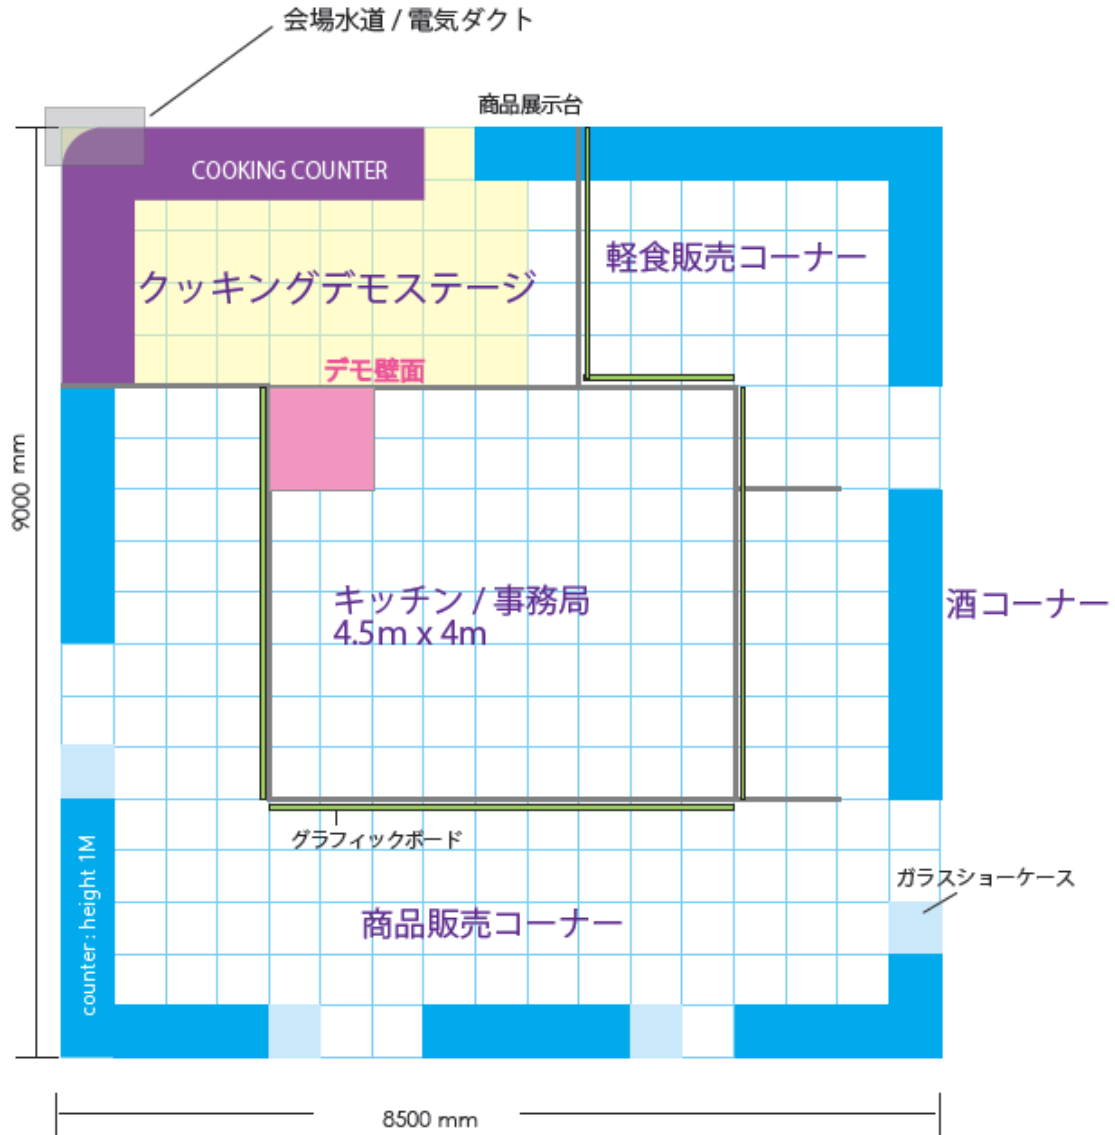 会場水道 / 電気ダクト
商品展示台
COOKING COUNTER
軽食販売コーナー
クッキングデモステージ
デモ壁面
9000 mm
キッチン / 事務局
4.5m x 4m
酒コーナー
グラフィックボード
counter : height 1M
ガラスショーケース
商品販売コーナー
8500 mm